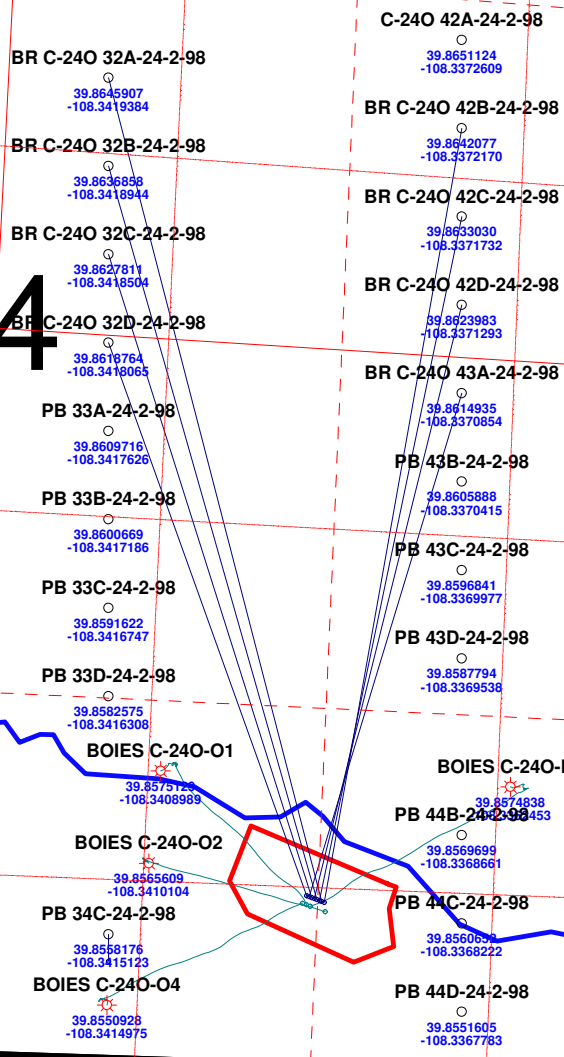 C-24O 42A-24-2-98
39.8651124
-108.3372609
BR C-24O 32A-24-2-98
39.8645907
-108.3419384
BR C-24O 42B-24-2-98
39.8642077
-108.3372170
BR C-24O 32B-24-2-98
39.8636858
-108.3418944
BR C-24O 42C-24-2-98
39.8633030
-108.3371732
BR C-24O 32C-24-2-98
39.8627811
-108.3418504
BR C-24O 42D-24-2-98
39.8623983
-108.3371293
4
BR C-24O 32D-24-2-98
39.8618764
-108.3418065
BR C-24O 43A-24-2-98
39.8614935
-108.3370854
PB 33A-24-2-98
39.8609716
-108.3417626
PB 43B-24-2-98
39.8605888
-108.3370415
PB 33B-24-2-98
39.8600669
-108.3417186
PB 43C-24-2-98
39.8596841
-108.3369977
PB 33C-24-2-98
39.8591622
-108.3416747
PB 43D-24-2-98
39.8587794
-108.3369538
PB 33D-24-2-98
39.8582575
-108.3416308
BOIES C-24O-O1
-108.3408989
BOIES C-24O-
39.8574838
PB 44B-24-2-98
39.8569699
-108.3368661
BOIES C-24O-O2
39.8565609
-108.3410104
PB 44C-24-2-98
-108.3368222
PB 34C-24-2-98
39.8558176
-108.3415123
BOIES C-24O-O4
39.8550928
-108.3414975
PB 44D-24-2-98
39.8551605
-108.3367783